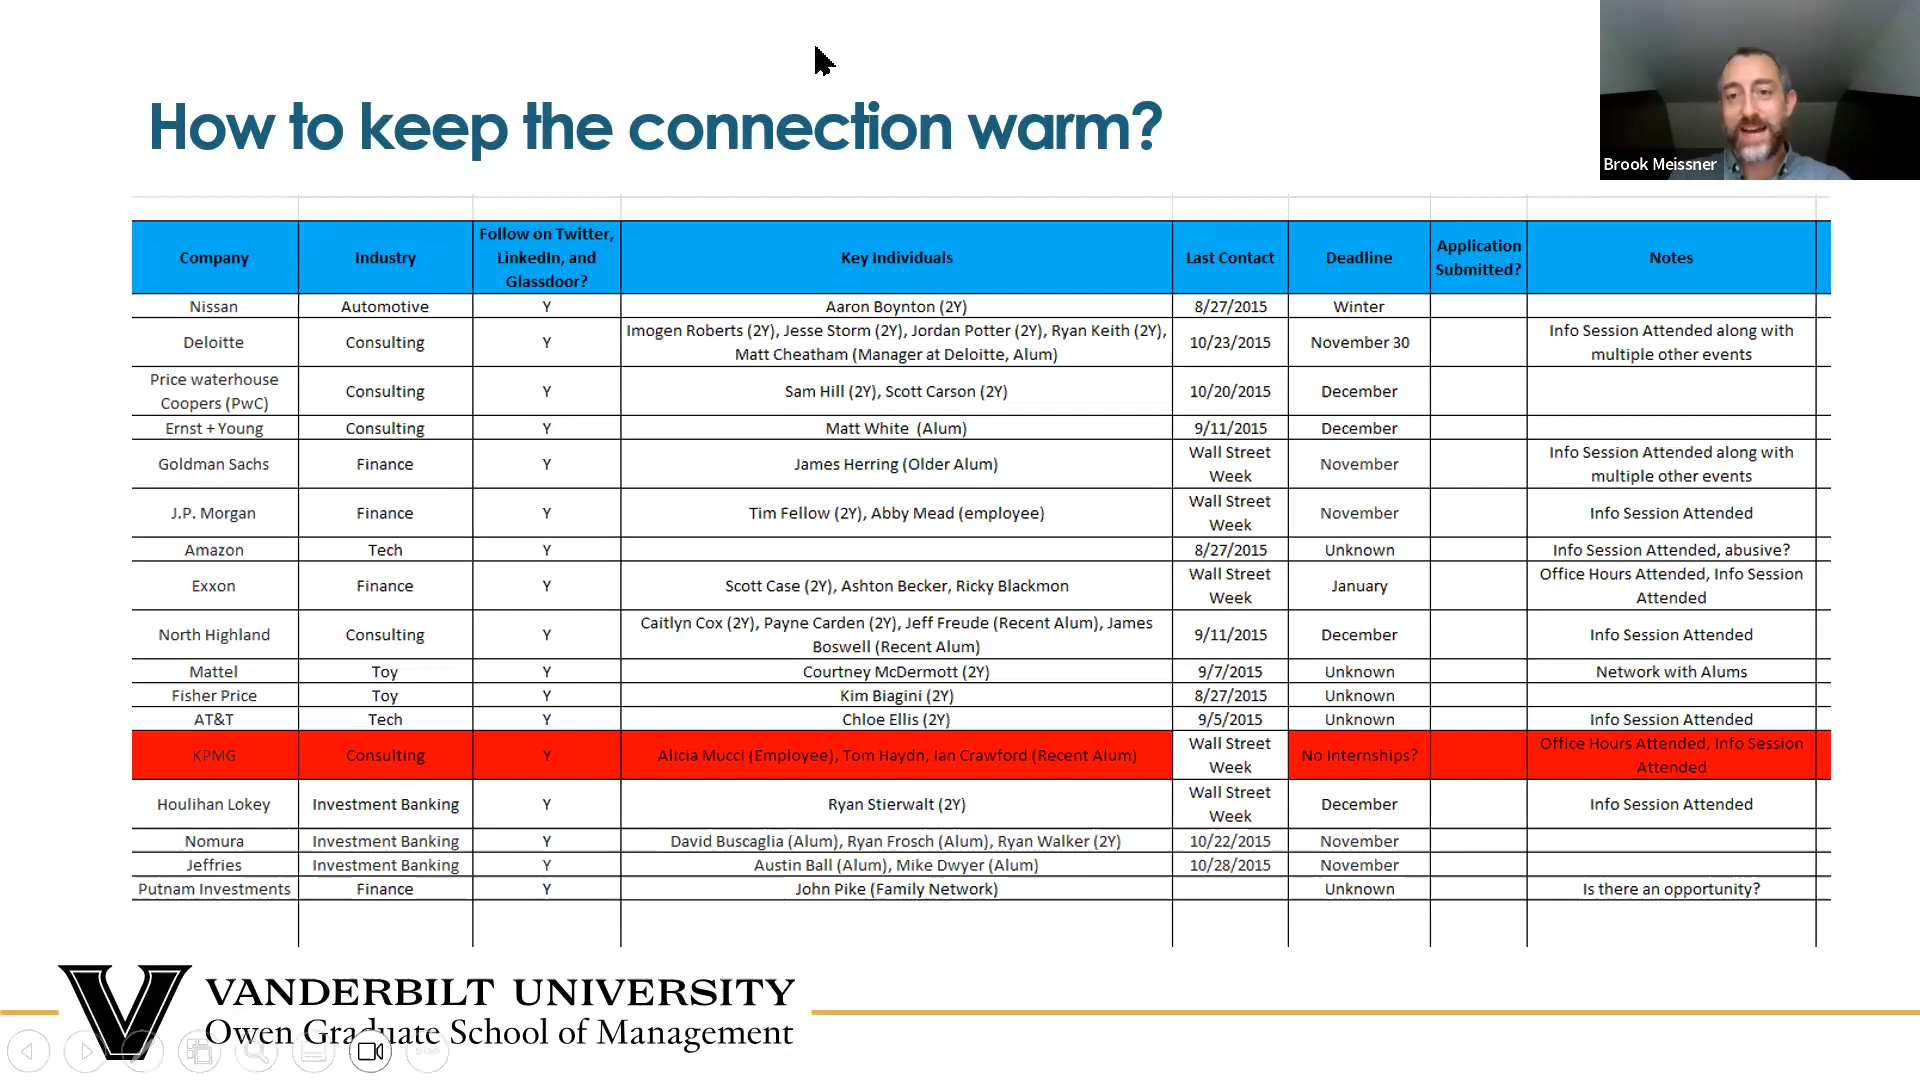 How to keep the connection warm?
Brook Meissner
Company Industry Follow on Twitter, LinkedIn, and Glassdoor? Key Individuals Last Contact Deadline Application Submitted? Notes
Nissan Automotive Y Aaron Boynton (2Y) 8/27/2015 Winter
Deloitte Consulting Y Imogen Roberts (2Y), Jesse Storm (2Y), Jordan Potter (2Y), Ryan Keith (2Y), Matt Cheatham (Manager at Deloitte, Alum) 10/23/2015 November 30 Info Session Attended along with multiple other events
Price waterhouse Coopers (PwC) Consulting Y Sam Hill (2Y), Scott Carson (2Y) 10/20/2015 December
Ernst + Young Consulting Y Matt White (Alum) 9/11/2015 December
Goldman Sachs Finance Y James Herring (Older Alum) Wall Street Week November Info Session Attended along with multiple other events
J.P. Morgan Finance Y Tim Fellow (2Y), Abby Mead (employee) Wall Street Week November Info Session Attended
Amazon Tech Y 8/27/2015 Unknown Info Session Attended, abusive?
Exxon Finance Y Scott Case (2Y), Ashton Becker, Ricky Blackmon Wall Street Week January Office Hours Attended, Info Session Attended
North Highland Consulting Y Caitlyn Cox (2Y), Payne Carden (2Y), Jeff Freude (Recent Alum), James Boswell (Recent Alum) 9/11/2015 December Info Session Attended
Mattel Toy Y Courtney McDermott (2Y) 9/7/2015 Unknown Network with Alums
Fisher Price Toy Y Kim Biagini (2Y) 8/27/2015 Unknown
AT&T Tech Y Chloe Ellis (2Y) 9/5/2015 Unknown Info Session Attended
KPMG Consulting Y Alicia Mucci (Employee), Tom Haydn, Ian Crawford (Recent Alum) Wall Street Week No Internships? Office Hours Attended, Info Session Attended
Houlihan Lokey Investment Banking Y Ryan Stierwalt (2Y) Wall Street Week December Info Session Attended
Nomura Investment Banking Y David Buscaglia (Alum), Ryan Frosch (Alum), Ryan Walker (2Y) 10/22/2015 November
Jeffries Investment Banking Y Austin Ball (Alum), Mike Dwyer (Alum) 10/28/2015 November
Putnam Investments Finance Y John Pike (Family Network) Unknown Is there an opportunity?
V VANDERBILT UNIVERSITY
Owen Graduate School of Management